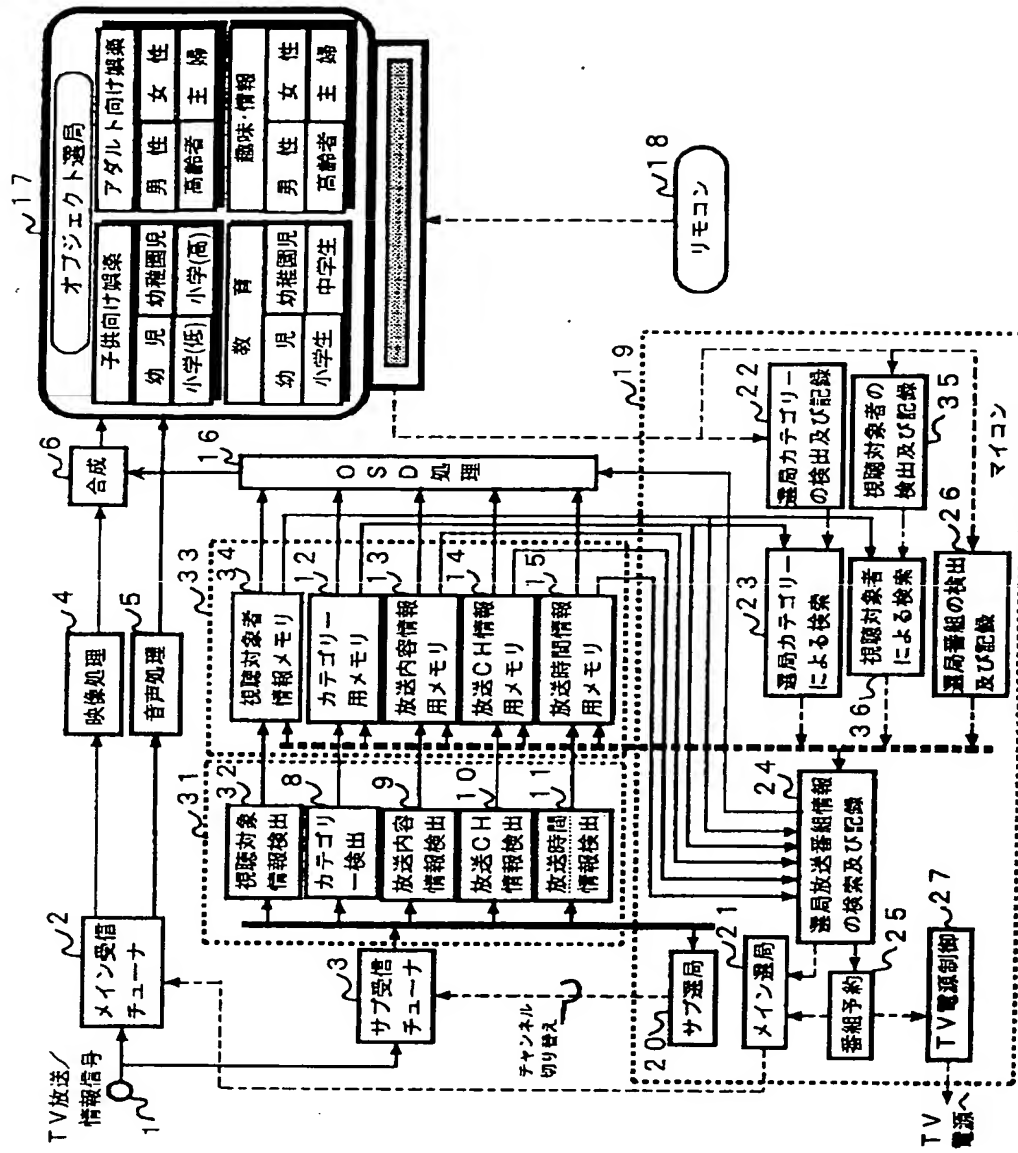 TV放送/
情報信号
1
メイン受信
チューナ
2
サブ受信
チューナ
3
映像処理
4
音声処理
5
合成
6
オブジェクト選局
17
子供向け娯楽
幼児
幼稚園児
小学(低)
小学(高)
アダルト向け娯楽
男性
女性
高齢者
主婦
教育
幼児
幼稚園児
小学生
中学生
趣味・情報
男性
女性
高齢者
主婦
リモコン
18
31
視聴対象
情報検出
32
カテゴリ
ー検出
8
放送内容
情報検出
9
放送CH
情報検出
10
放送時間
情報検出
11
33
視聴対象者
情報メモリ
34
カテゴリー
用メモリ
12
放送内容情報
用メモリ
13
放送CH情報
用メモリ
14
放送時間情報
用メモリ
15
OSD処理
16
チャンネル
切り替え
サブ選局
20
メイン選局
21
選局放送番組情報
の検索及び記録
24
番組予約
25
TV電源制御
27
TV
電源へ
19
選局カテゴリー
の検出及び記録
22
視聴対象者の
検出及び記録
35
選局カテゴリー
による検索
23
視聴対象者
による検索
36
選局番組の検出
及び記録
26
マイコン